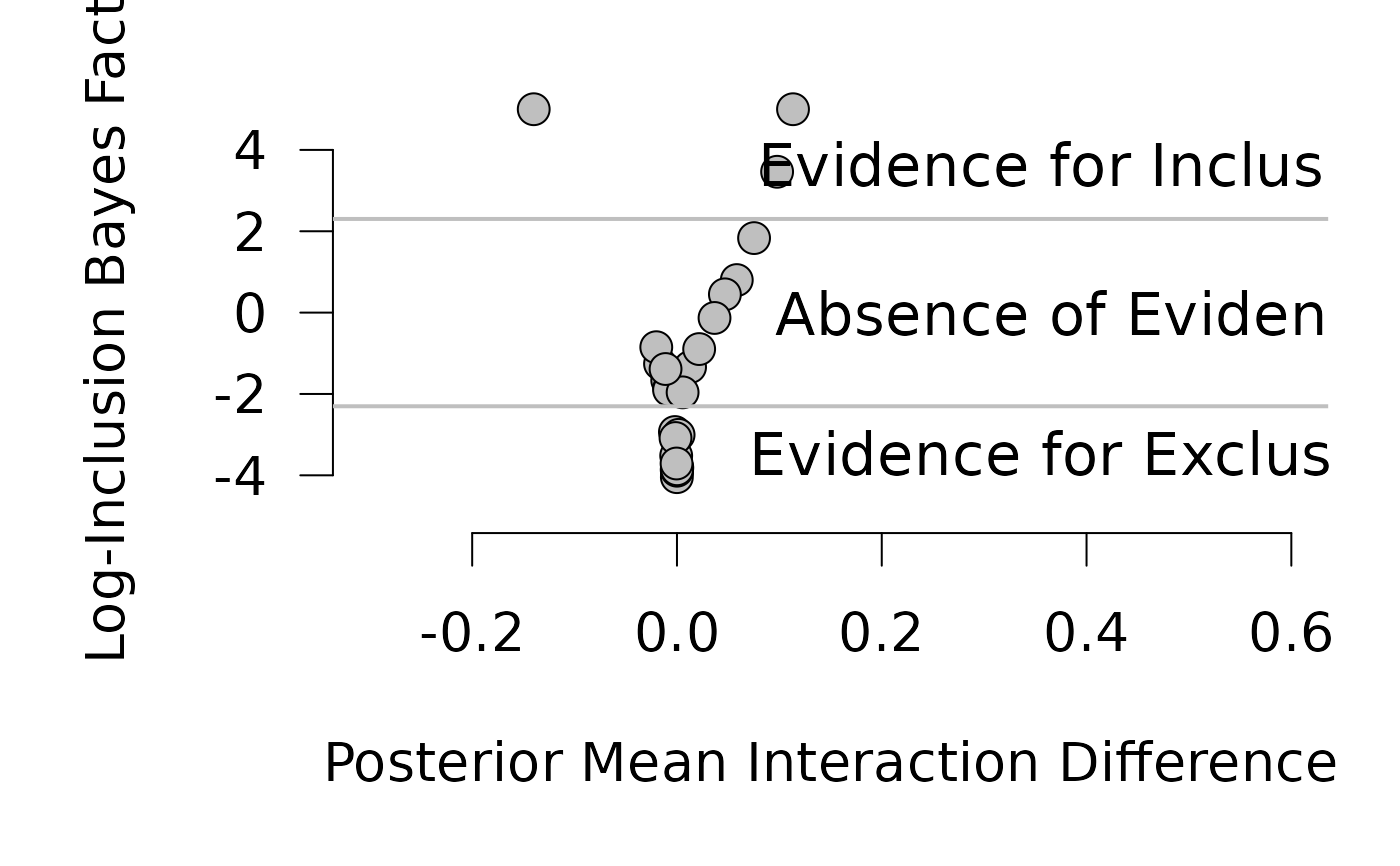 Log-Inclusion Bayes Fact
4
2
0
-2
-4
Evidence for Inclus
Absence of Eviden
Evidence for Exclus
-0.2 0.0 0.2 0.4 0.6
Posterior Mean Interaction Difference